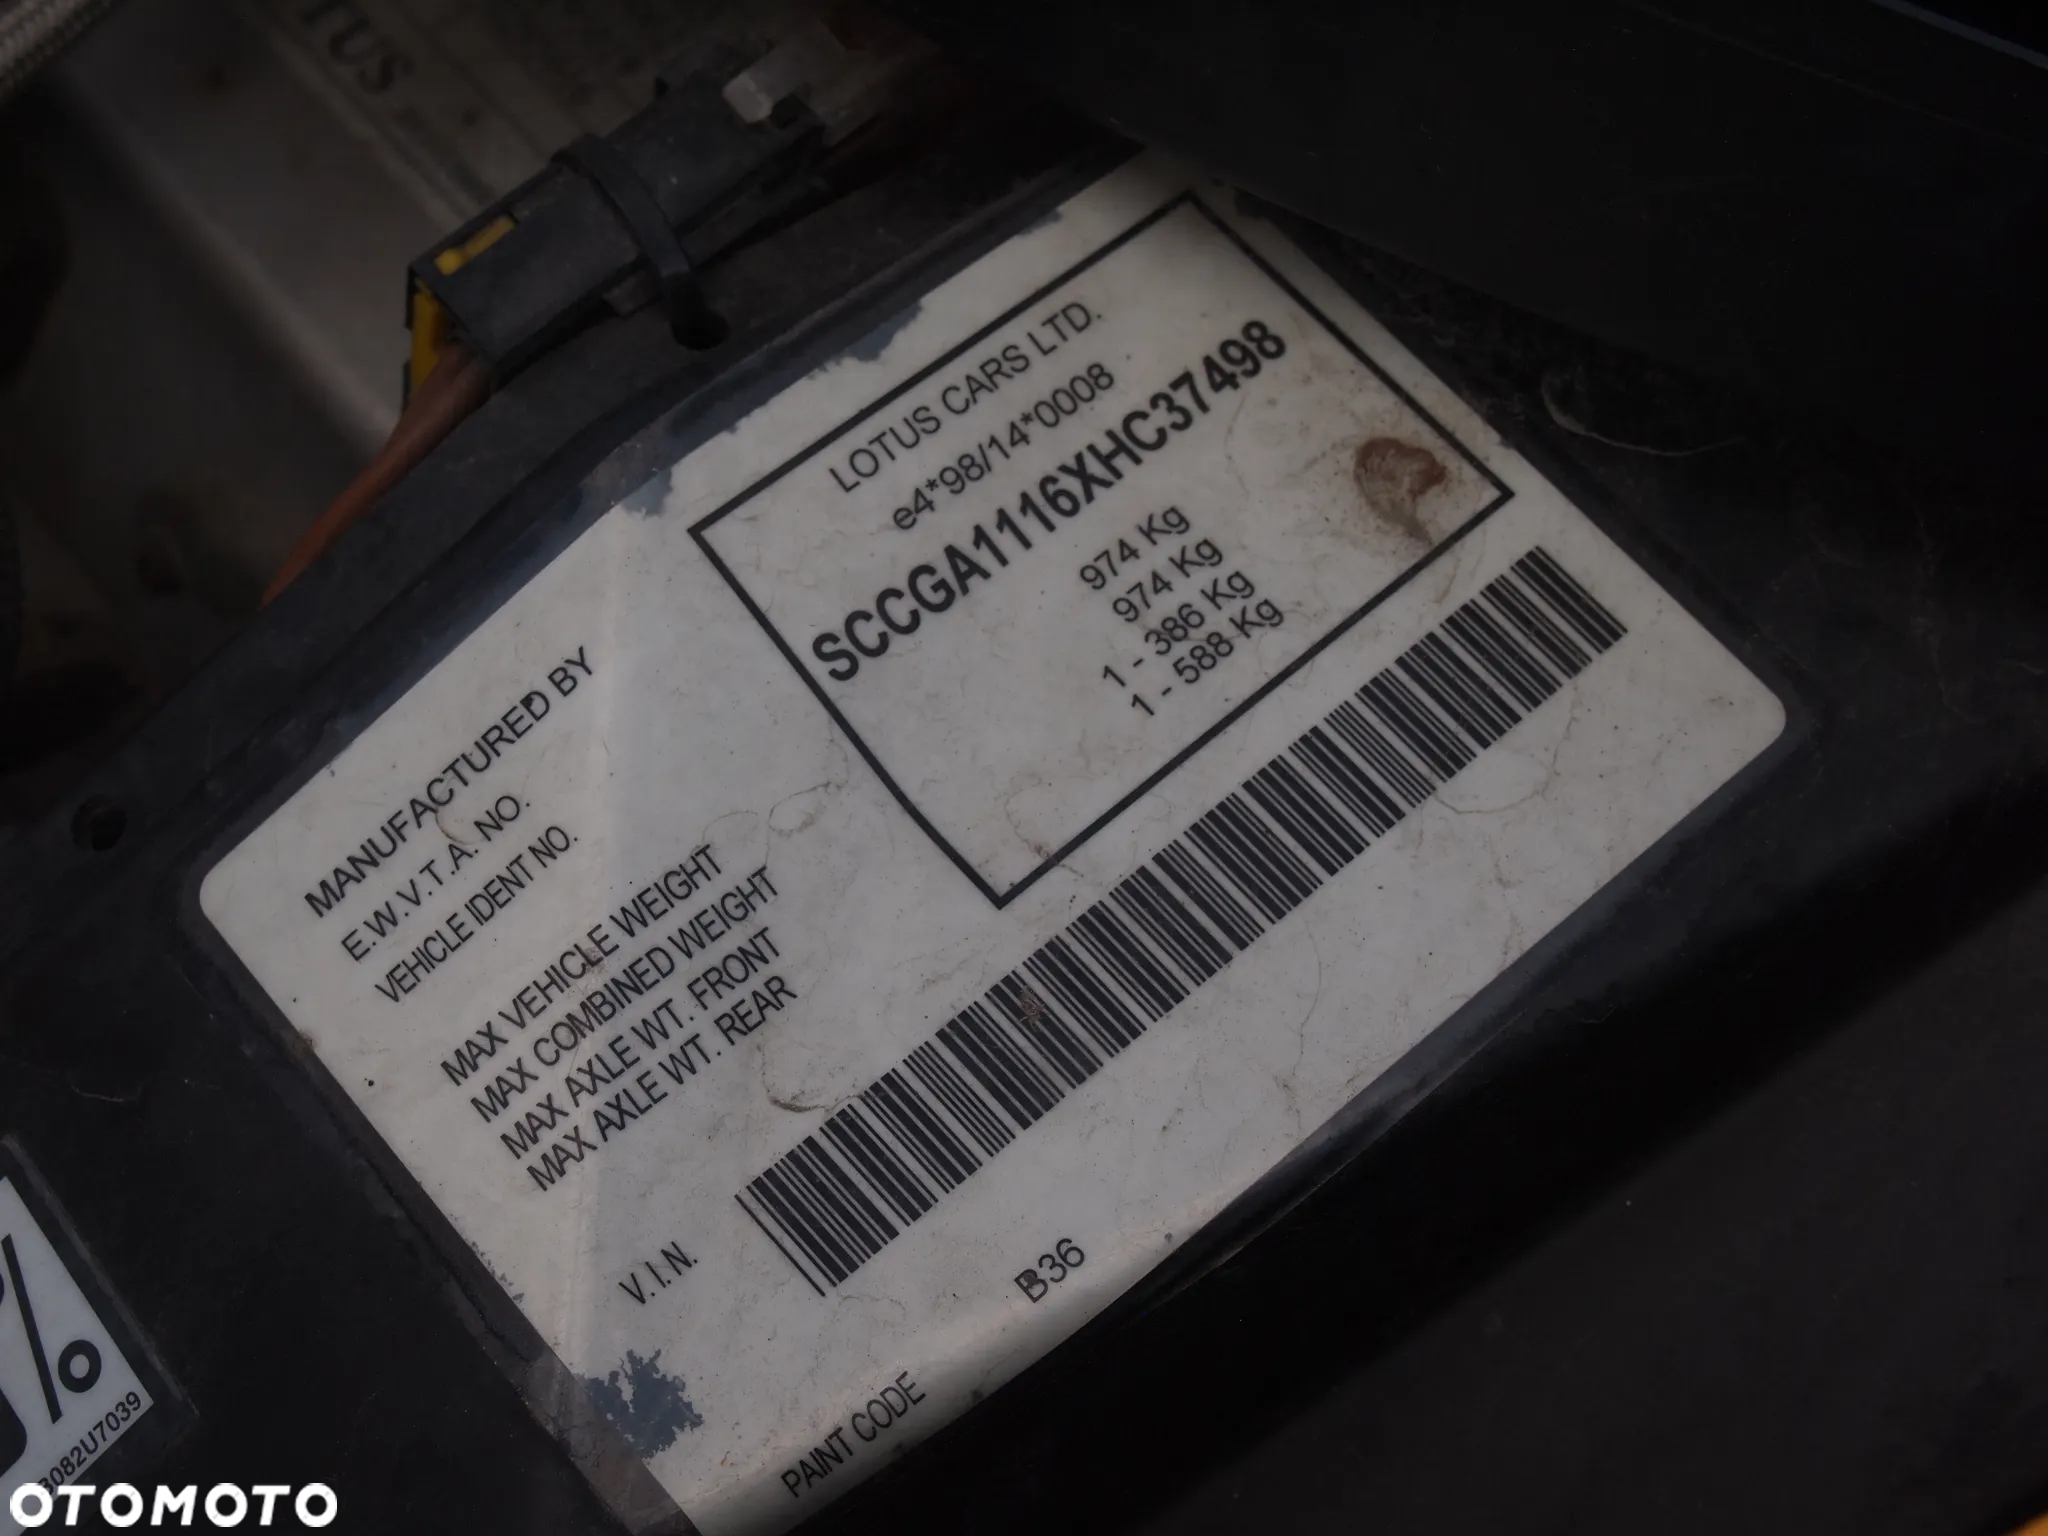 TUS
MANUFACTURED BY LOTUS CARS LTD.
E.W.V.T.A. NO. e4*98/14*0008
VEHICLE IDENT NO. SCCGA1116XHC37498
MAX VEHICLE WEIGHT 974 Kg
MAX COMBINED WEIGHT 974 Kg
MAX AXLE WT. FRONT 1 - 386 Kg
MAX AXLE WT. REAR 1 - 588 Kg
V.I.N.
PAINT CODE B36
%
082U7039
OTOMOTO